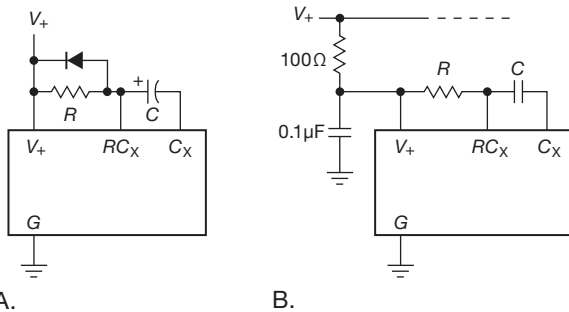 V+
+
R
C
V+ RCX CX
G
A.
V+
100Ω
R
C
0.1μF
V+ RCX CX
G
B.